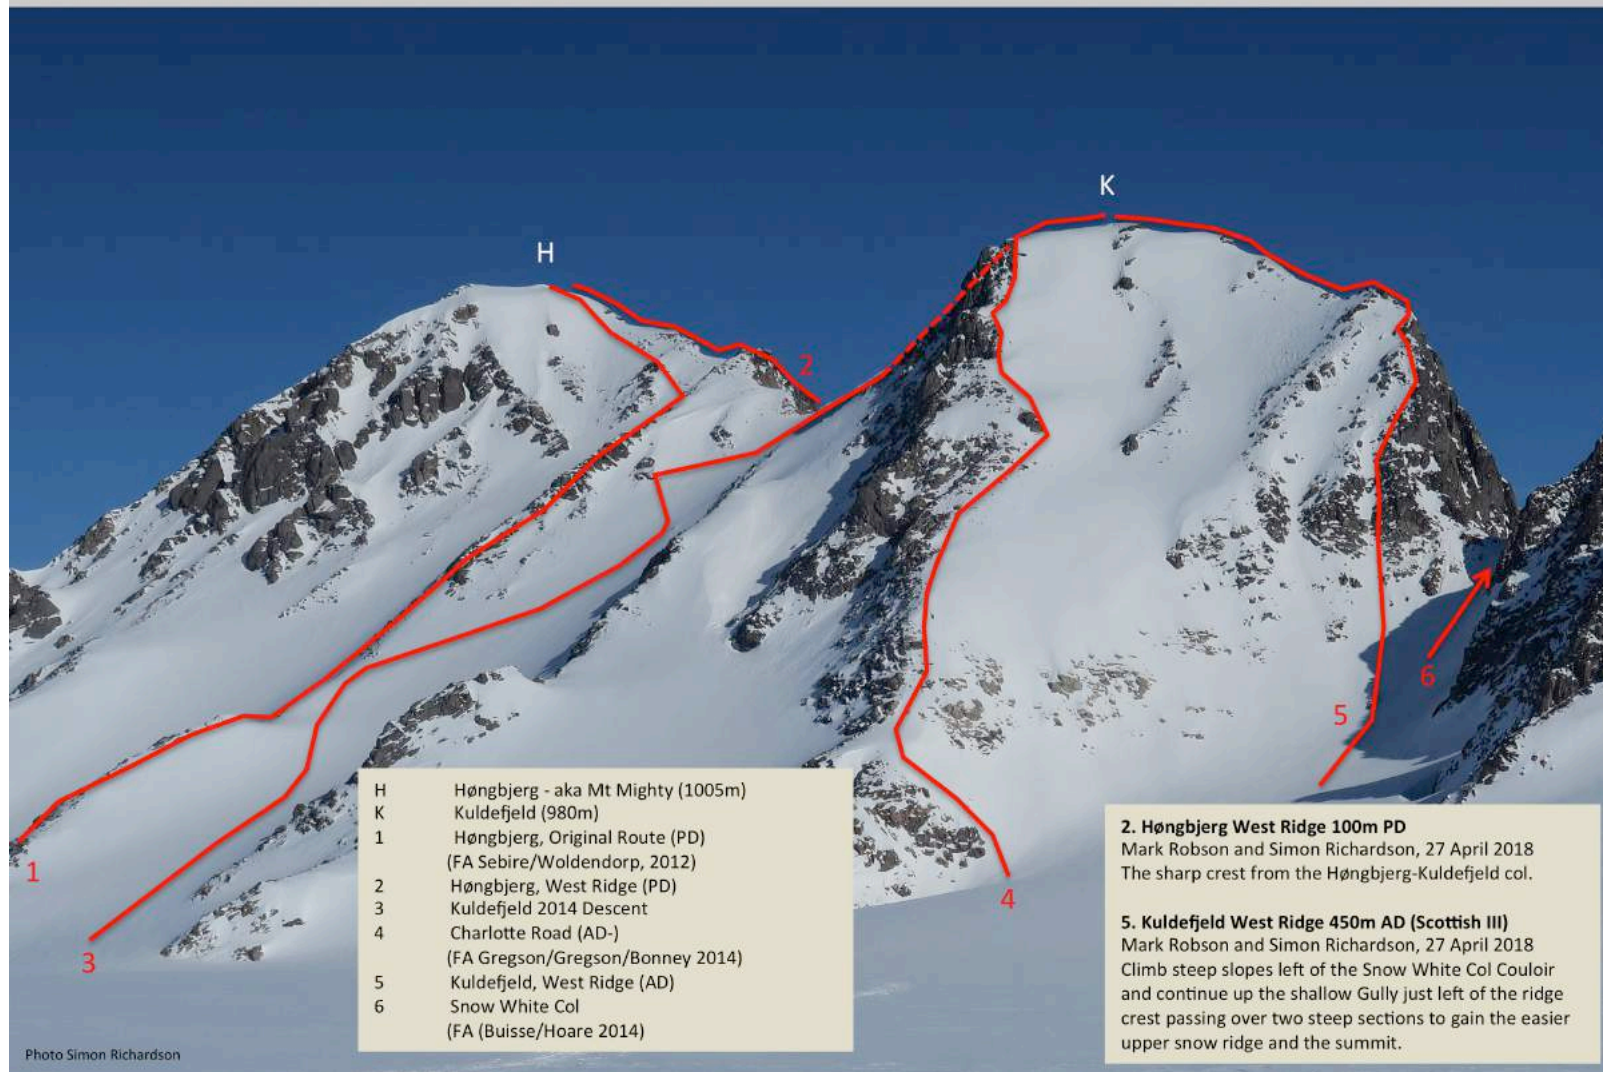 H
K
2
6
5
1
4
3
H Høngbjerg - aka Mt Mighty (1005m)
K Kuldefjeld (980m)
1 Høngbjerg, Original Route (PD)
(FA Sebire/Woldendorp, 2012)
2 Høngbjerg, West Ridge (PD)
3 Kuldefjeld 2014 Descent
4 Charlotte Road (AD-)
(FA Gregson/Gregson/Bonney 2014)
5 Kuldefjeld, West Ridge (AD)
6 Snow White Col
(FA (Buisse/Hoare 2014)
2. Høngbjerg West Ridge 100m PD
Mark Robson and Simon Richardson, 27 April 2018
The sharp crest from the Høngbjerg-Kuldefjeld col.
5. Kuldefjeld West Ridge 450m AD (Scottish III)
Mark Robson and Simon Richardson, 27 April 2018
Climb steep slopes left of the Snow White Col Couloir
and continue up the shallow Gully just left of the ridge
crest passing over two steep sections to gain the easier
upper snow ridge and the summit.
Photo Simon Richardson